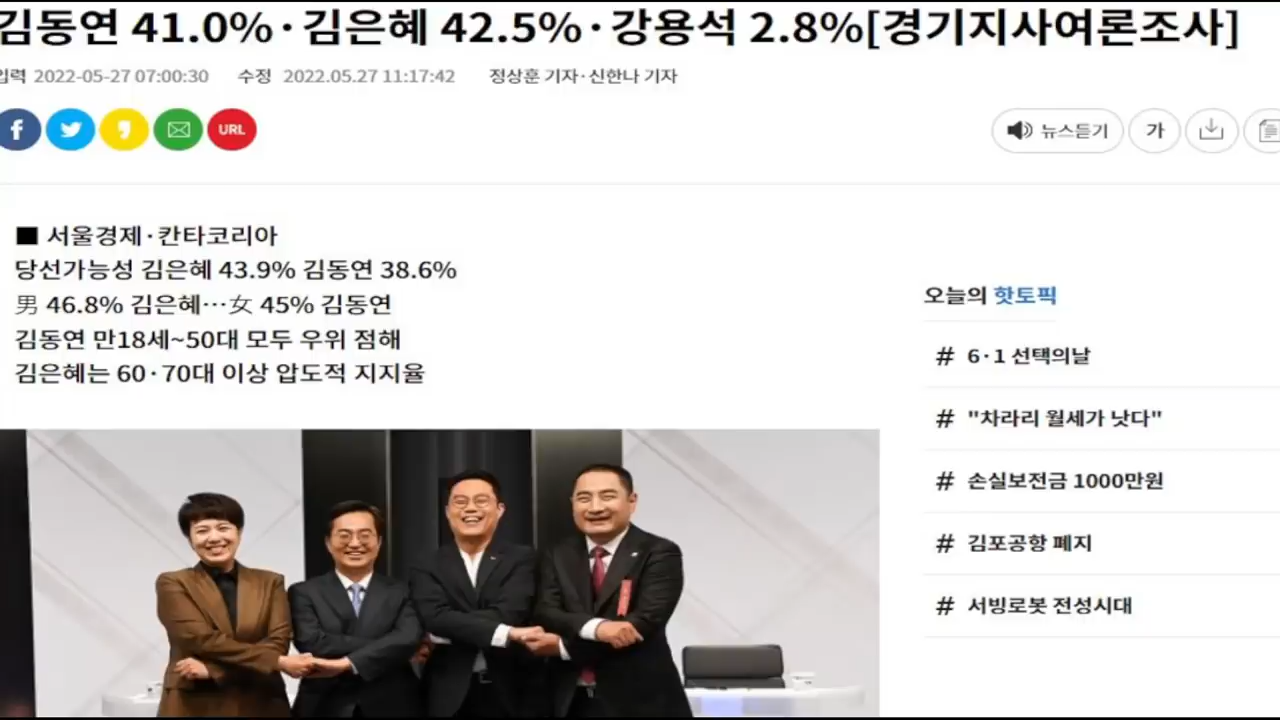 김동연 41.0%·김은혜 42.5%·강용석 2.8%[경기지사여론조사]
입력 2022-05-27 07:00:30 수정 2022.05.27 11:17:42 정상훈 기자·신한나 기자
f
URL
뉴스듣기
가
■ 서울경제·칸타코리아
당선가능성 김은혜 43.9% 김동연 38.6%
男 46.8% 김은혜…女 45% 김동연
김동연 만18세~50대 모두 우위 점해
김은혜는 60·70대 이상 압도적 지지율
오늘의 핫토픽
# 6·1 선택의날
# "차라리 월세가 낫다"
# 손실보전금 1000만원
# 김포공항 폐지
# 서빙로봇 전성시대